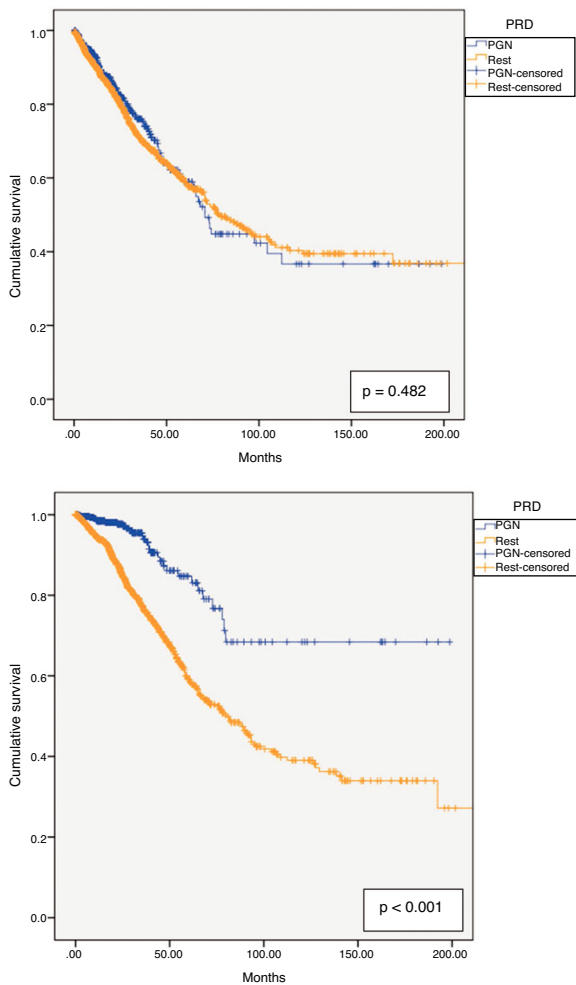 PRD
PGN
Rest
PGN-censored
Rest-censored
1.0
0.8
0.6
0.4
0.2
0.0
Cumulative survival
p = 0.482
.00 50.00 100.00 150.00 200.00
Months
PRD
PGN
Rest
PGN-censored
Rest-censored
1.0
0.8
0.6
0.4
0.2
0.0
Cumulative survival
p < 0.001
.00 50.00 100.00 150.00 200.00
Months